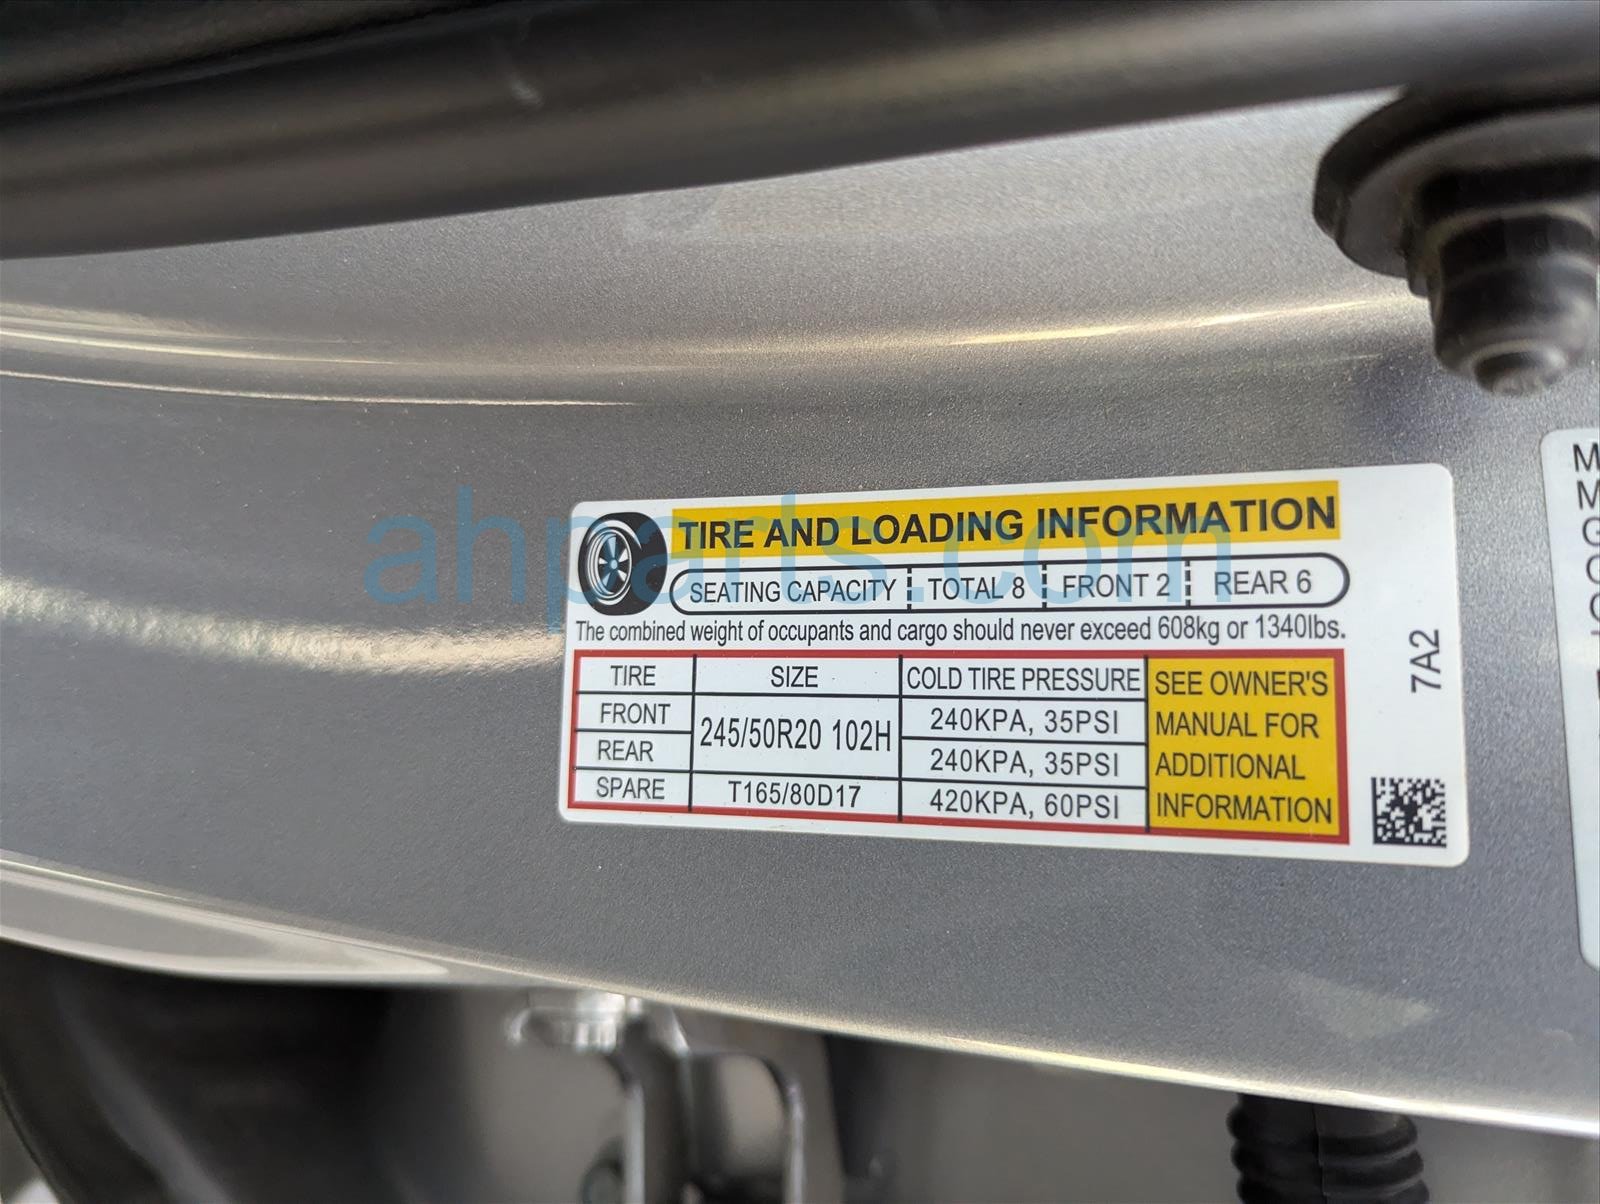 TIRE AND LOADING INFORMATION
SEATING CAPACITY TOTAL 8 FRONT 2 REAR 6
The combined weight of occupants and cargo should never exceed 608kg or 1340lbs.
TIRE SIZE COLD TIRE PRESSURE
FRONT 245/50R20 102H 240KPA, 35PSI
REAR 240KPA, 35PSI
SPARE T165/80D17 420KPA, 60PSI
SEE OWNER'S
MANUAL FOR
ADDITIONAL
INFORMATION
7A2
ahparts.com